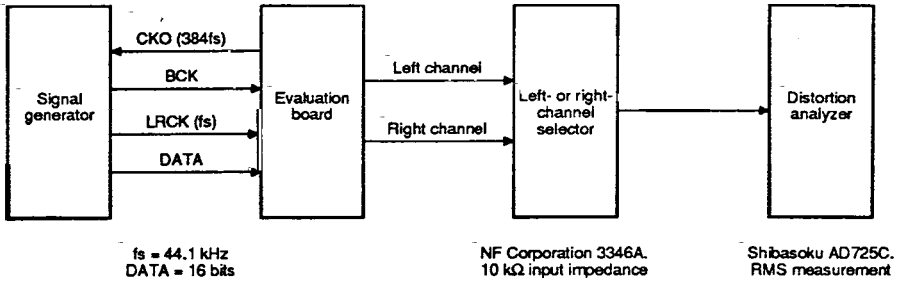 CKO (384fs)
BCK
LRCK (fs)
DATA
Signal
generator
Evaluation
board
Left channel
Right channel
Left- or right-
channel
selector
Distortion
analyzer
fs = 44.1 kHz
DATA = 16 bits
NF Corporation 3346A.
10 kΩ input impedance
Shibasoku AD725C.
RMS measurement